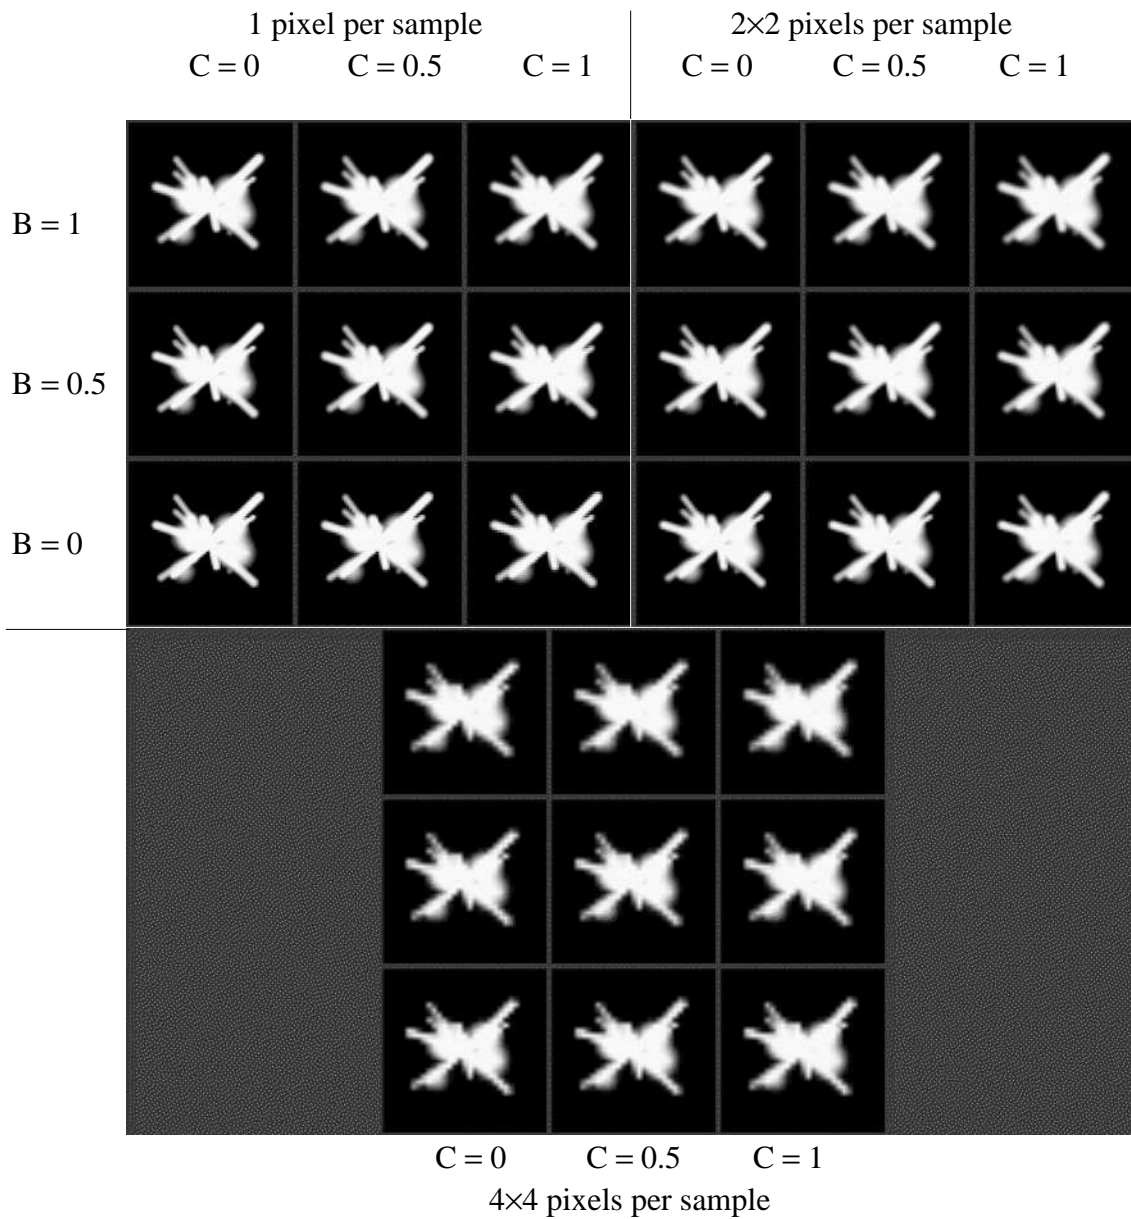 1 pixel per sample 2×2 pixels per sample
C = 0 C = 0.5 C = 1 C = 0 C = 0.5 C = 1
B = 1
B = 0.5
B = 0
C = 0 C = 0.5 C = 1
4×4 pixels per sample